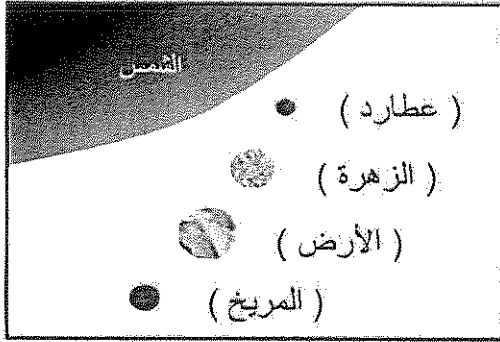 الشمس
( عطارد )
( الزهرة )
( الأرض )
( المريخ )